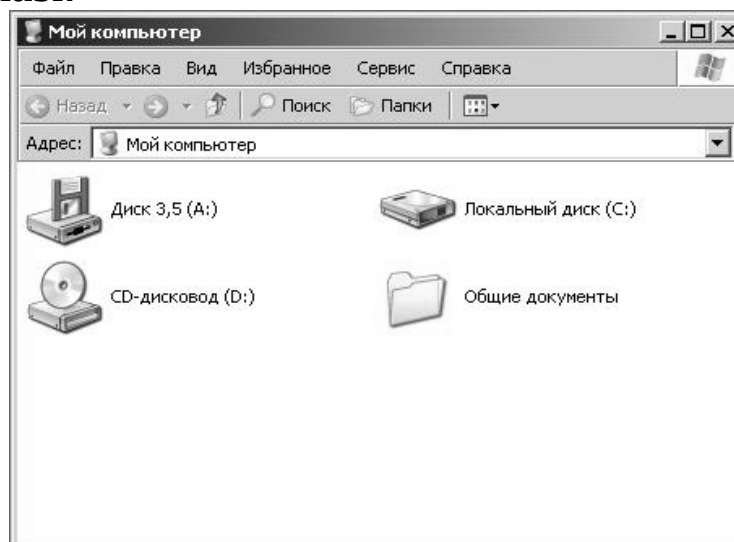 Мой компьютер
Файл Правка Вид Избранное Сервис Справка
Назад Поиск Папки
Адрес: Мой компьютер
Диск 3,5 (A:) Локальный диск (C:)
CD-дисковод (D:) Общие документы